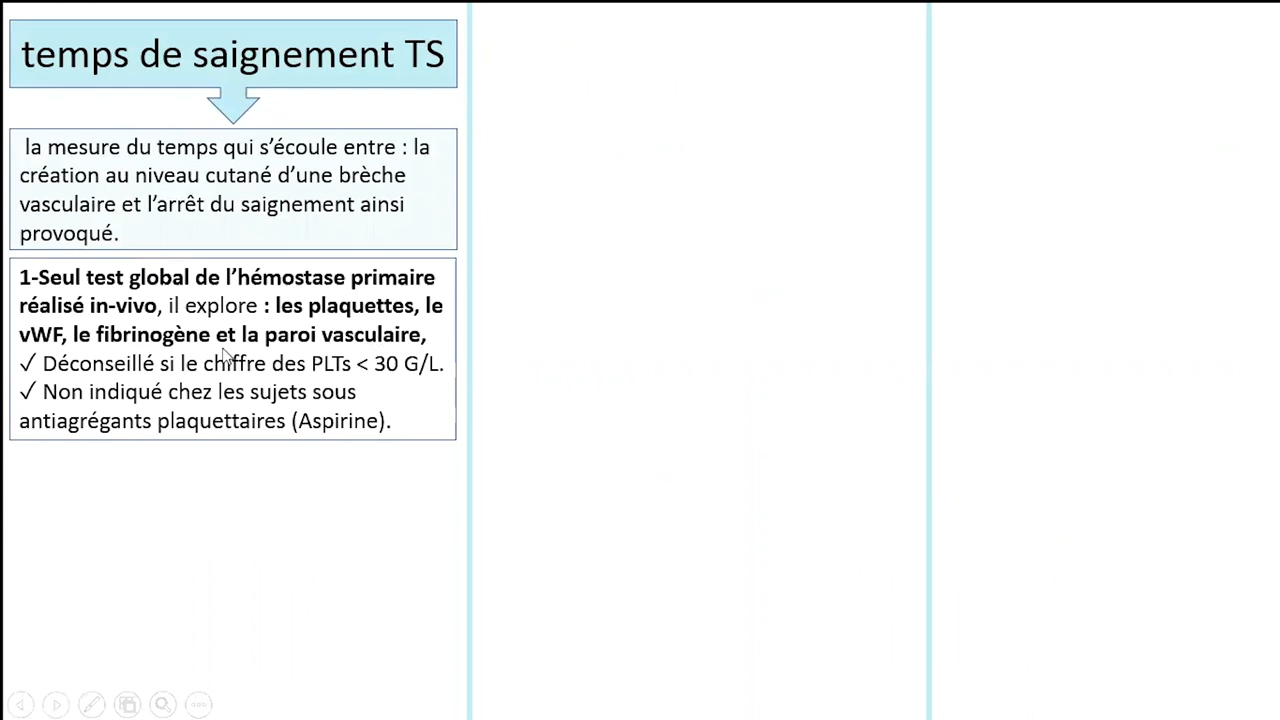 temps de saignement TS
la mesure du temps qui s’écoule entre : la
création au niveau cutané d’une brèche
vasculaire et l’arrêt du saignement ainsi
provoqué.
1-Seul test global de l’hémostase primaire
réalisé in-vivo, il explore : les plaquettes, le
vWF, le fibrinogène et la paroi vasculaire,
✓ Déconseillé si le chiffre des PLTs < 30 G/L.
✓ Non indiqué chez les sujets sous
antiagrégants plaquettaires (Aspirine).